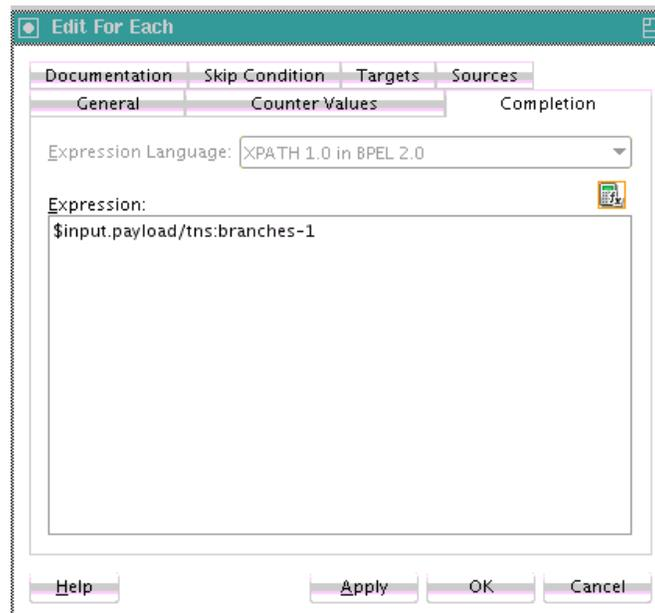 Edit For Each
Documentation Skip Condition Targets Sources
General Counter Values Completion
Expression Language: XPATH 1.0 in BPEL 2.0
Expression:
$input.payload/tns:branches-1
Help Apply OK Cancel